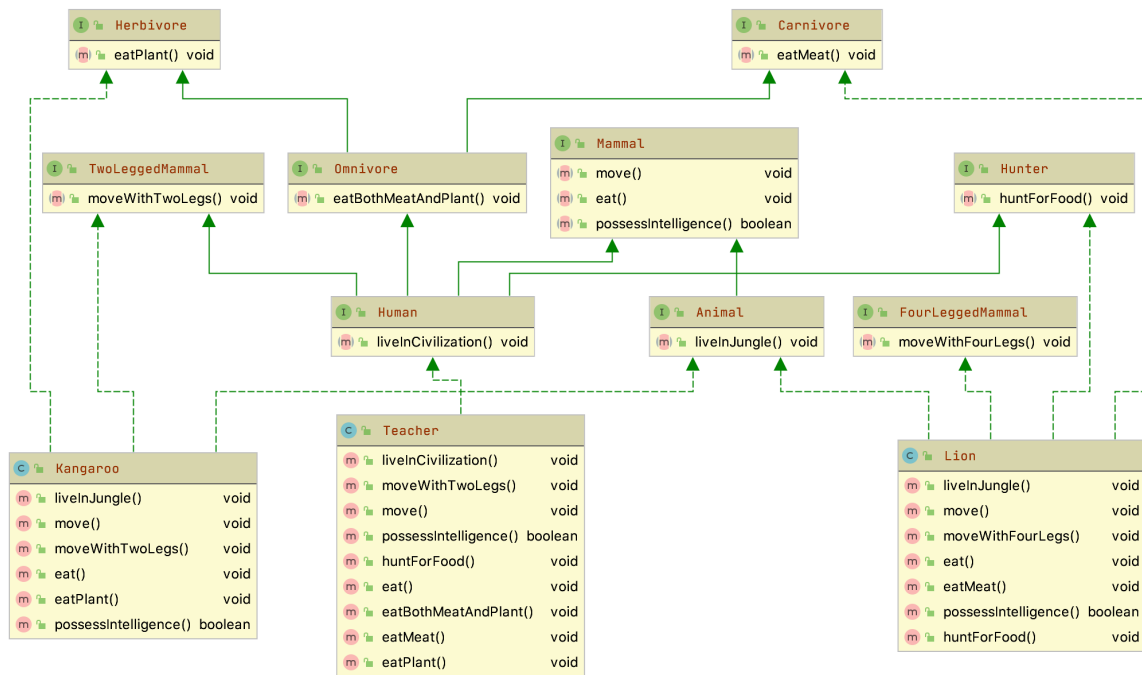 I Herbivore
m eatPlant() void
I Carnivore
m eatMeat() void
I TwoLeggedMammal
m moveWithTwoLegs() void
I Omnivore
m eatBothMeatAndPlant() void
I Mammal
m move() void
m eat() void
m possessIntelligence() boolean
I Hunter
m huntForFood() void
I Human
m liveInCivilization() void
I Animal
m liveInJungle() void
I FourLeggedMammal
m moveWithFourLegs() void
C Kangaroo
m liveInJungle() void
m move() void
m moveWithTwoLegs() void
m eat() void
m eatPlant() void
m possessIntelligence() boolean
C Teacher
m liveInCivilization() void
m moveWithTwoLegs() void
m move() void
m possessIntelligence() boolean
m huntForFood() void
m eat() void
m eatBothMeatAndPlant() void
m eatMeat() void
m eatPlant() void
C Lion
m liveInJungle() void
m move() void
m moveWithFourLegs() void
m eat() void
m eatMeat() void
m possessIntelligence() boolean
m huntForFood() void